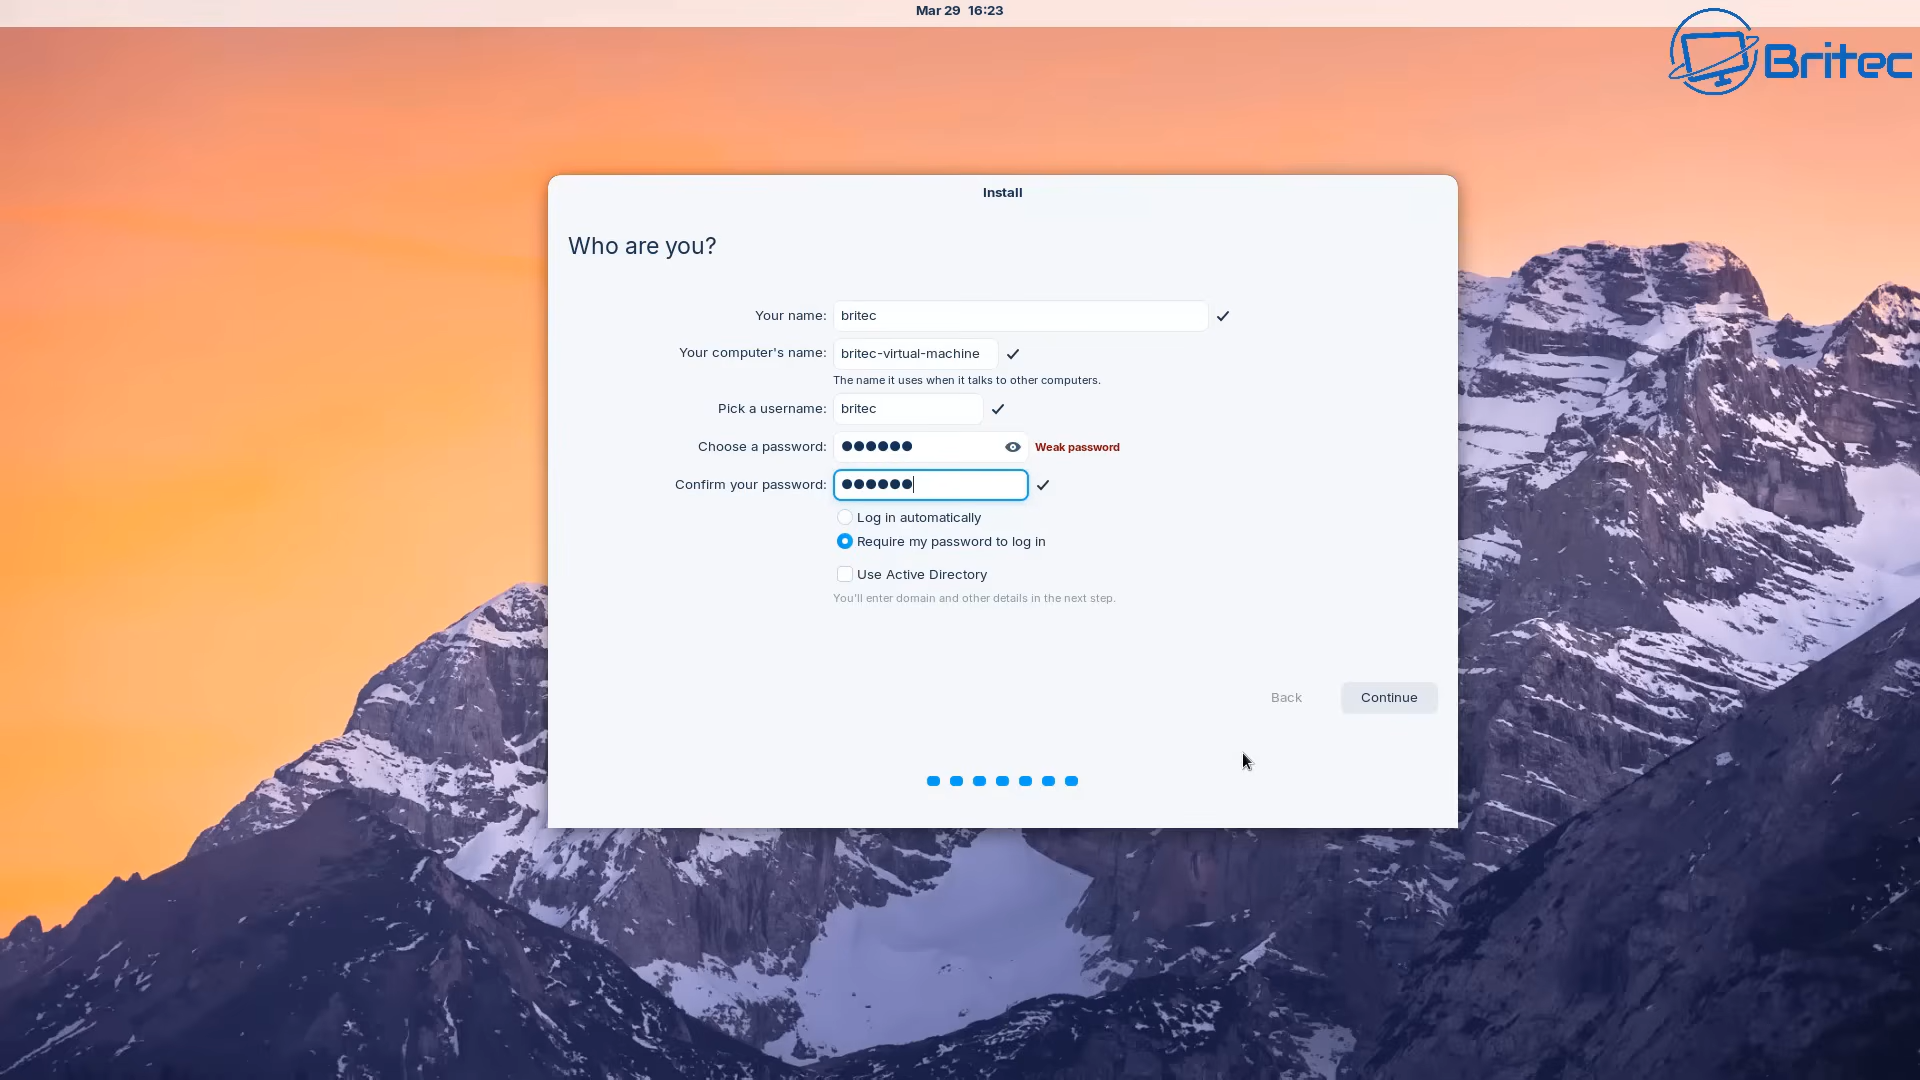 Mar 29 16:23
Britec
Install
Who are you?
Your name: britec
Your computer's name: britec-virtual-machine
The name it uses when it talks to other computers.
Pick a username: britec
Choose a password: ●●●●●● Weak password
Confirm your password: ●●●●●●
Log in automatically
Require my password to log in
Use Active Directory
You'll enter domain and other details in the next step.
Back Continue